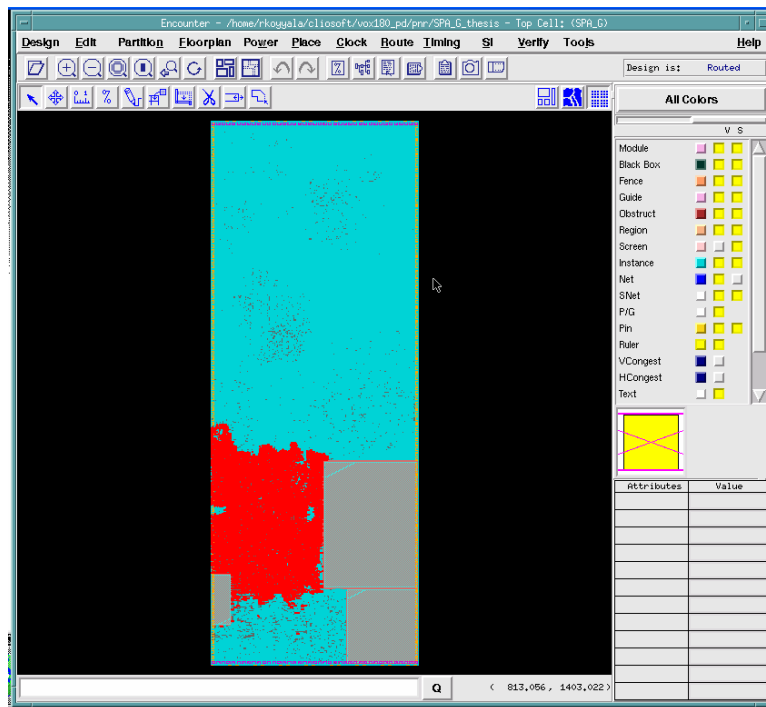 Encounter - /home/rkoyyala/cliosoft/vox180_pd/pnr/SPA_G_thesis - Top Cell: (SPA_G)
Design Edit Partition Floorplan Power Place Clock Route Timing SI Verify Tools Help
Design is: Routed
All Colors
V S
Module
Black Box
Fence
Guide
Obstruct
Region
Screen
Instance
Net
SNet
P/G
Pin
Ruler
VCongest
HCongest
Text
Attributes Value
Q ( 813.056 , 1403.022)